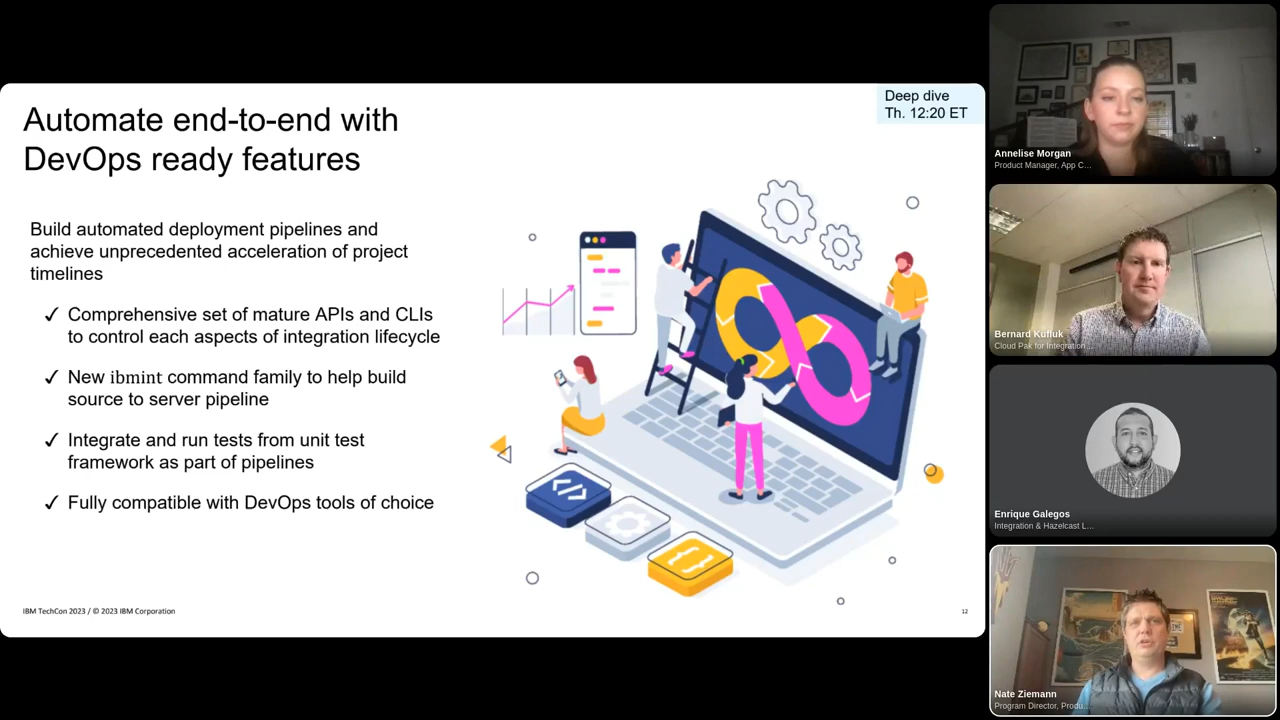 Automate end-to-end with
DevOps ready features
Deep dive
Th. 12:20 ET
Build automated deployment pipelines and
achieve unprecedented acceleration of project
timelines
✓ Comprehensive set of mature APIs and CLIs
to control each aspects of integration lifecycle
✓ New ibmint command family to help build
source to server pipeline
✓ Integrate and run tests from unit test
framework as part of pipelines
✓ Fully compatible with DevOps tools of choice
IBM TechCon 2023 / © 2023 IBM Corporation
12
Annelise Morgan
Product Manager, App C...
Bernard Kufluk
Cloud Pak for Integration ...
Enrique Galegos
Integration & Hazelcast L...
Nate Ziemann
Program Director, Produ...